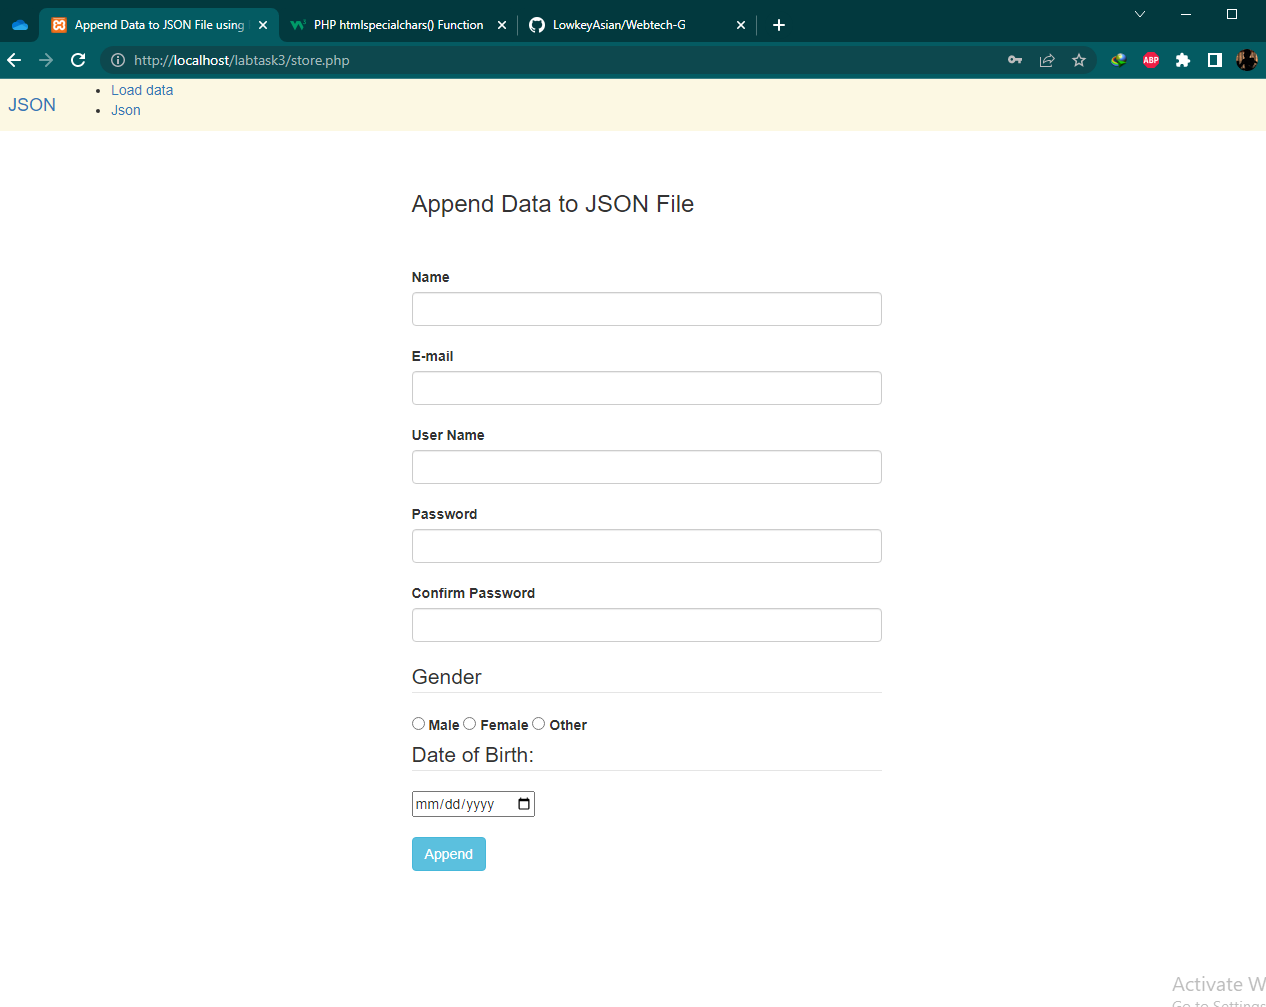 Append Data to JSON File using
PHP htmlspecialchars() Function
LowkeyAsian/Webtech-G
http://localhost/labtask3/store.php
ABP
JSON
Load data
Json
Append Data to JSON File
Name
E-mail
User Name
Password
Confirm Password
Gender
Male Female Other
Date of Birth:
mm/dd/yyyy
Append
Activate W
Go to Settings